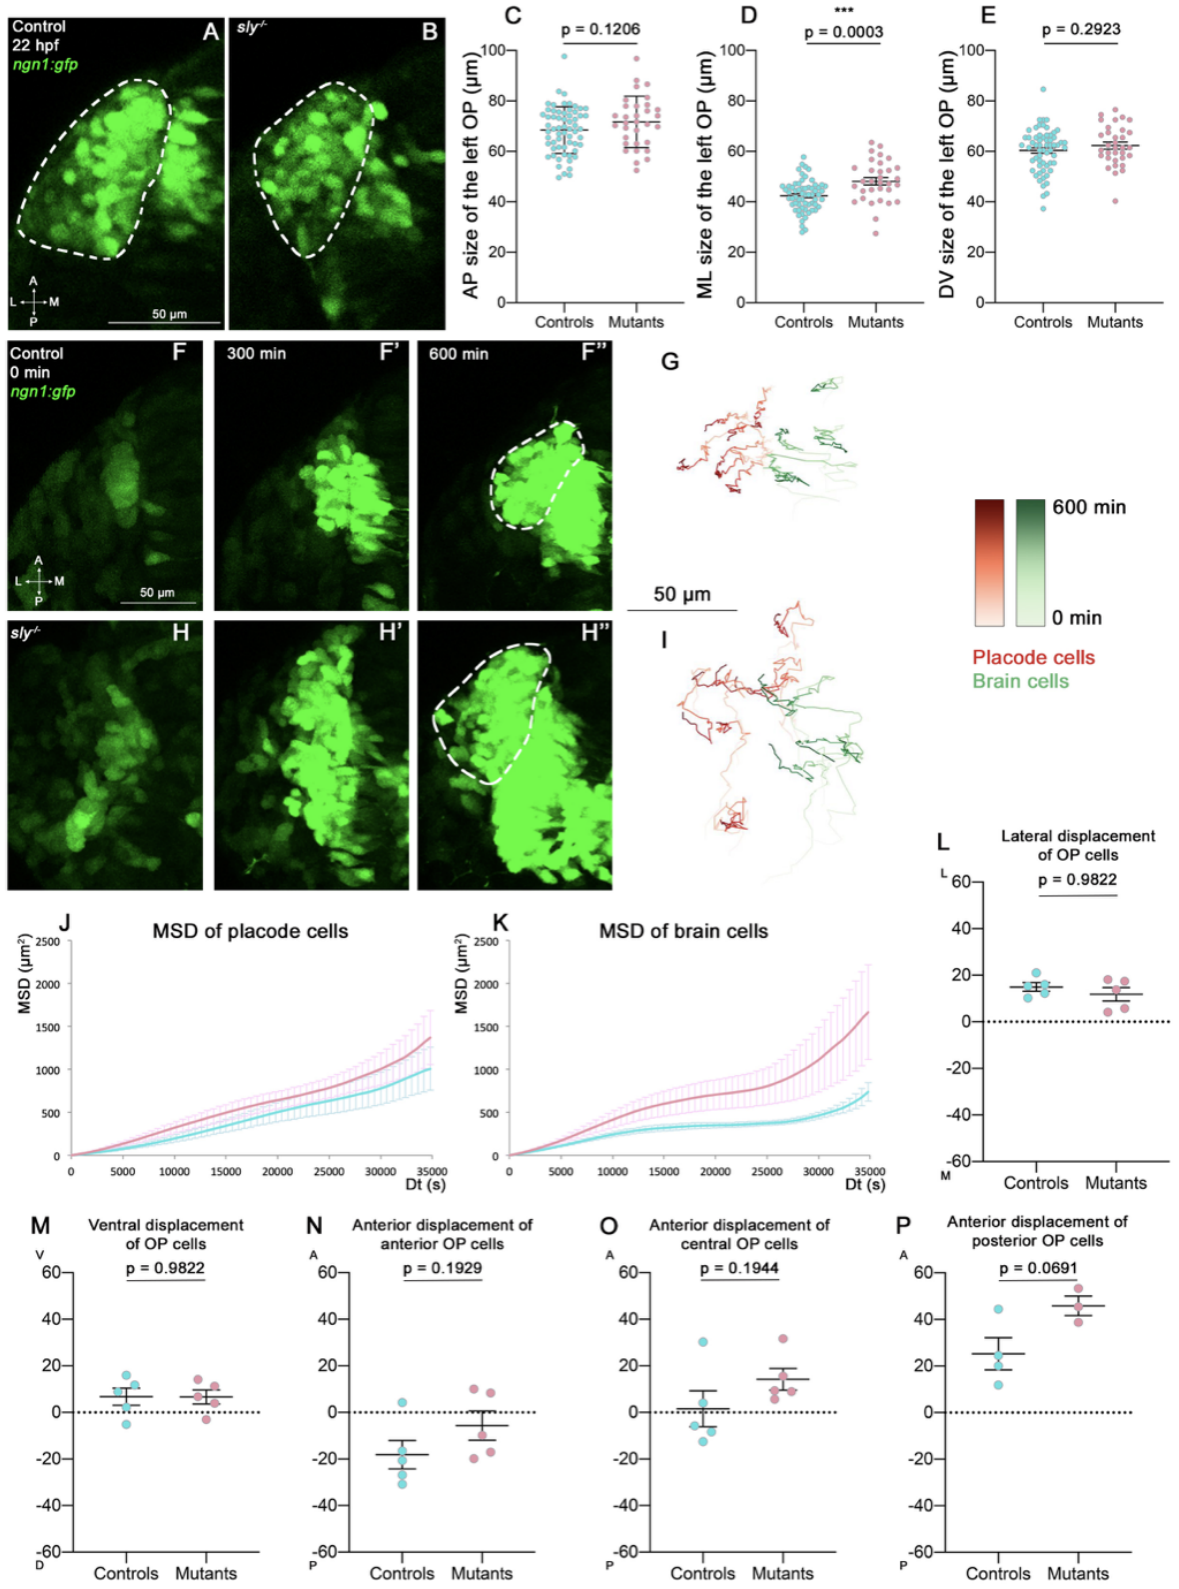 Control
22 hpf
ngn1:gfp
A
A
L
M
P
50 µm
sly-/-
B
C
p = 0.1206
AP size of the left OP (µm)
100
80
60
40
20
0
Controls Mutants
D
***
p = 0.0003
ML size of the left OP (µm)
100
80
60
40
20
0
Controls Mutants
E
p = 0.2923
DV size of the left OP (µm)
100
80
60
40
20
0
Controls Mutants
Control
0 min
ngn1:gfp
F
A
L
M
P
50 µm
300 min
F'
600 min
F''
G
50 µm
600 min
0 min
Placode cells
Brain cells
sly-/-
H
H'
H''
I
J
MSD of placode cells
MSD (µm²)
2500
2000
1500
1000
500
0
0 5000 10000 15000 20000 25000 30000 35000
Dt (s)
K
MSD of brain cells
MSD (µm²)
2500
2000
1500
1000
500
0
0 5000 10000 15000 20000 25000 30000 35000
Dt (s)
L
Lateral displacement
of OP cells
L
p = 0.9822
60
40
20
0
-20
-40
-60
M
Controls Mutants
M
Ventral displacement
of OP cells
V
p = 0.9822
60
40
20
0
-20
-40
-60
D
Controls Mutants
N
Anterior displacement of
anterior OP cells
A
p = 0.1929
60
40
20
0
-20
-40
-60
P
Controls Mutants
O
Anterior displacement of
central OP cells
A
p = 0.1944
60
40
20
0
-20
-40
-60
P
Controls Mutants
P
Anterior displacement of
posterior OP cells
A
p = 0.0691
60
40
20
0
-20
-40
-60
P
Controls Mutants